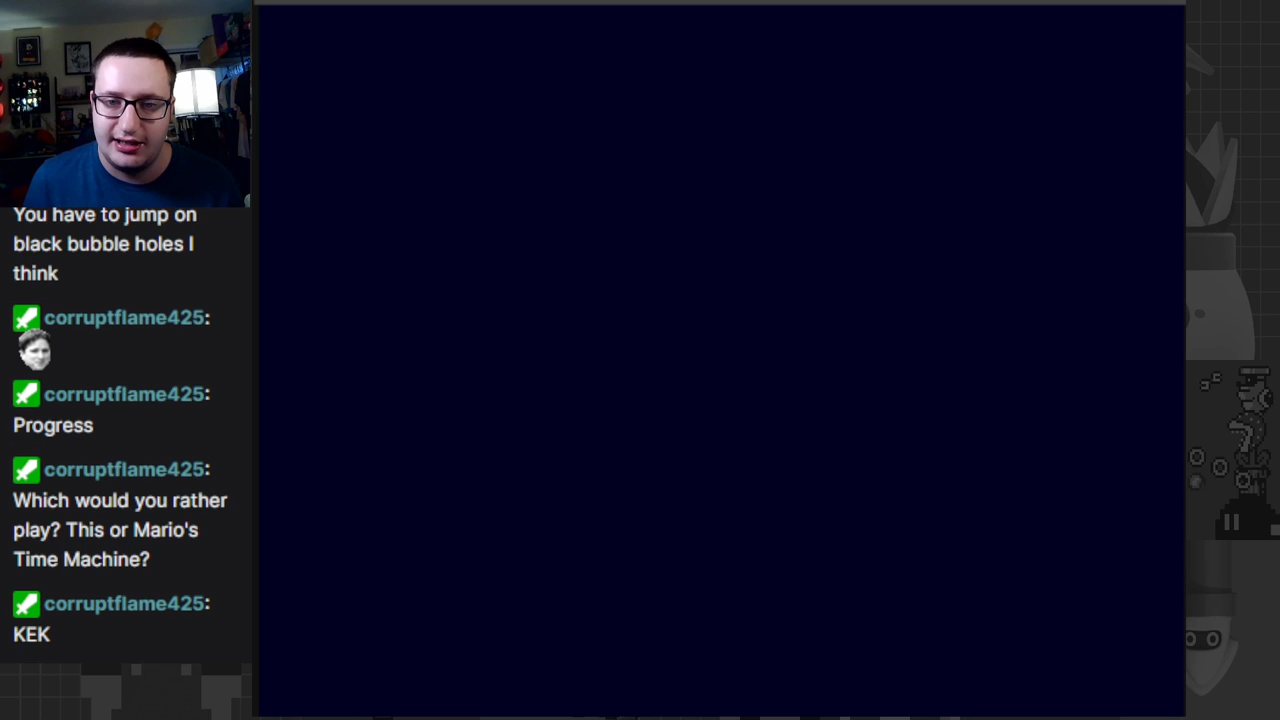 You have to jump on
black bubble holes I
think
corruptflame425:
corruptflame425:
Progress
corruptflame425:
Which would you rather
play? This or Mario's
Time Machine?
corruptflame425:
KEK